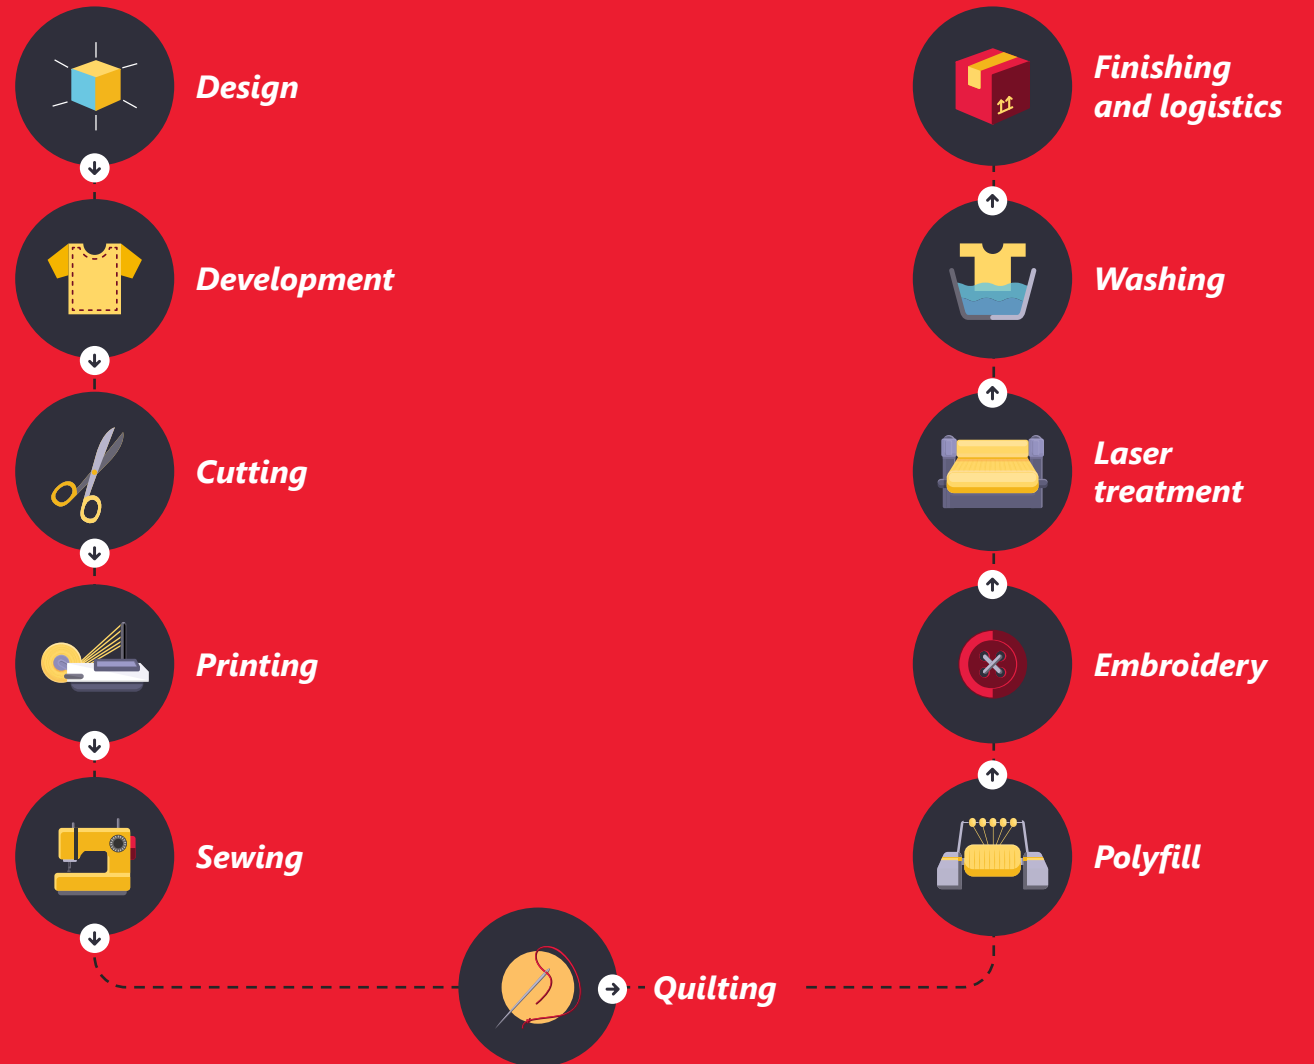 Design
Development
Cutting
Printing
Sewing
Quilting
Polyfill
Embroidery
Laser
treatment
Washing
Finishing
and logistics